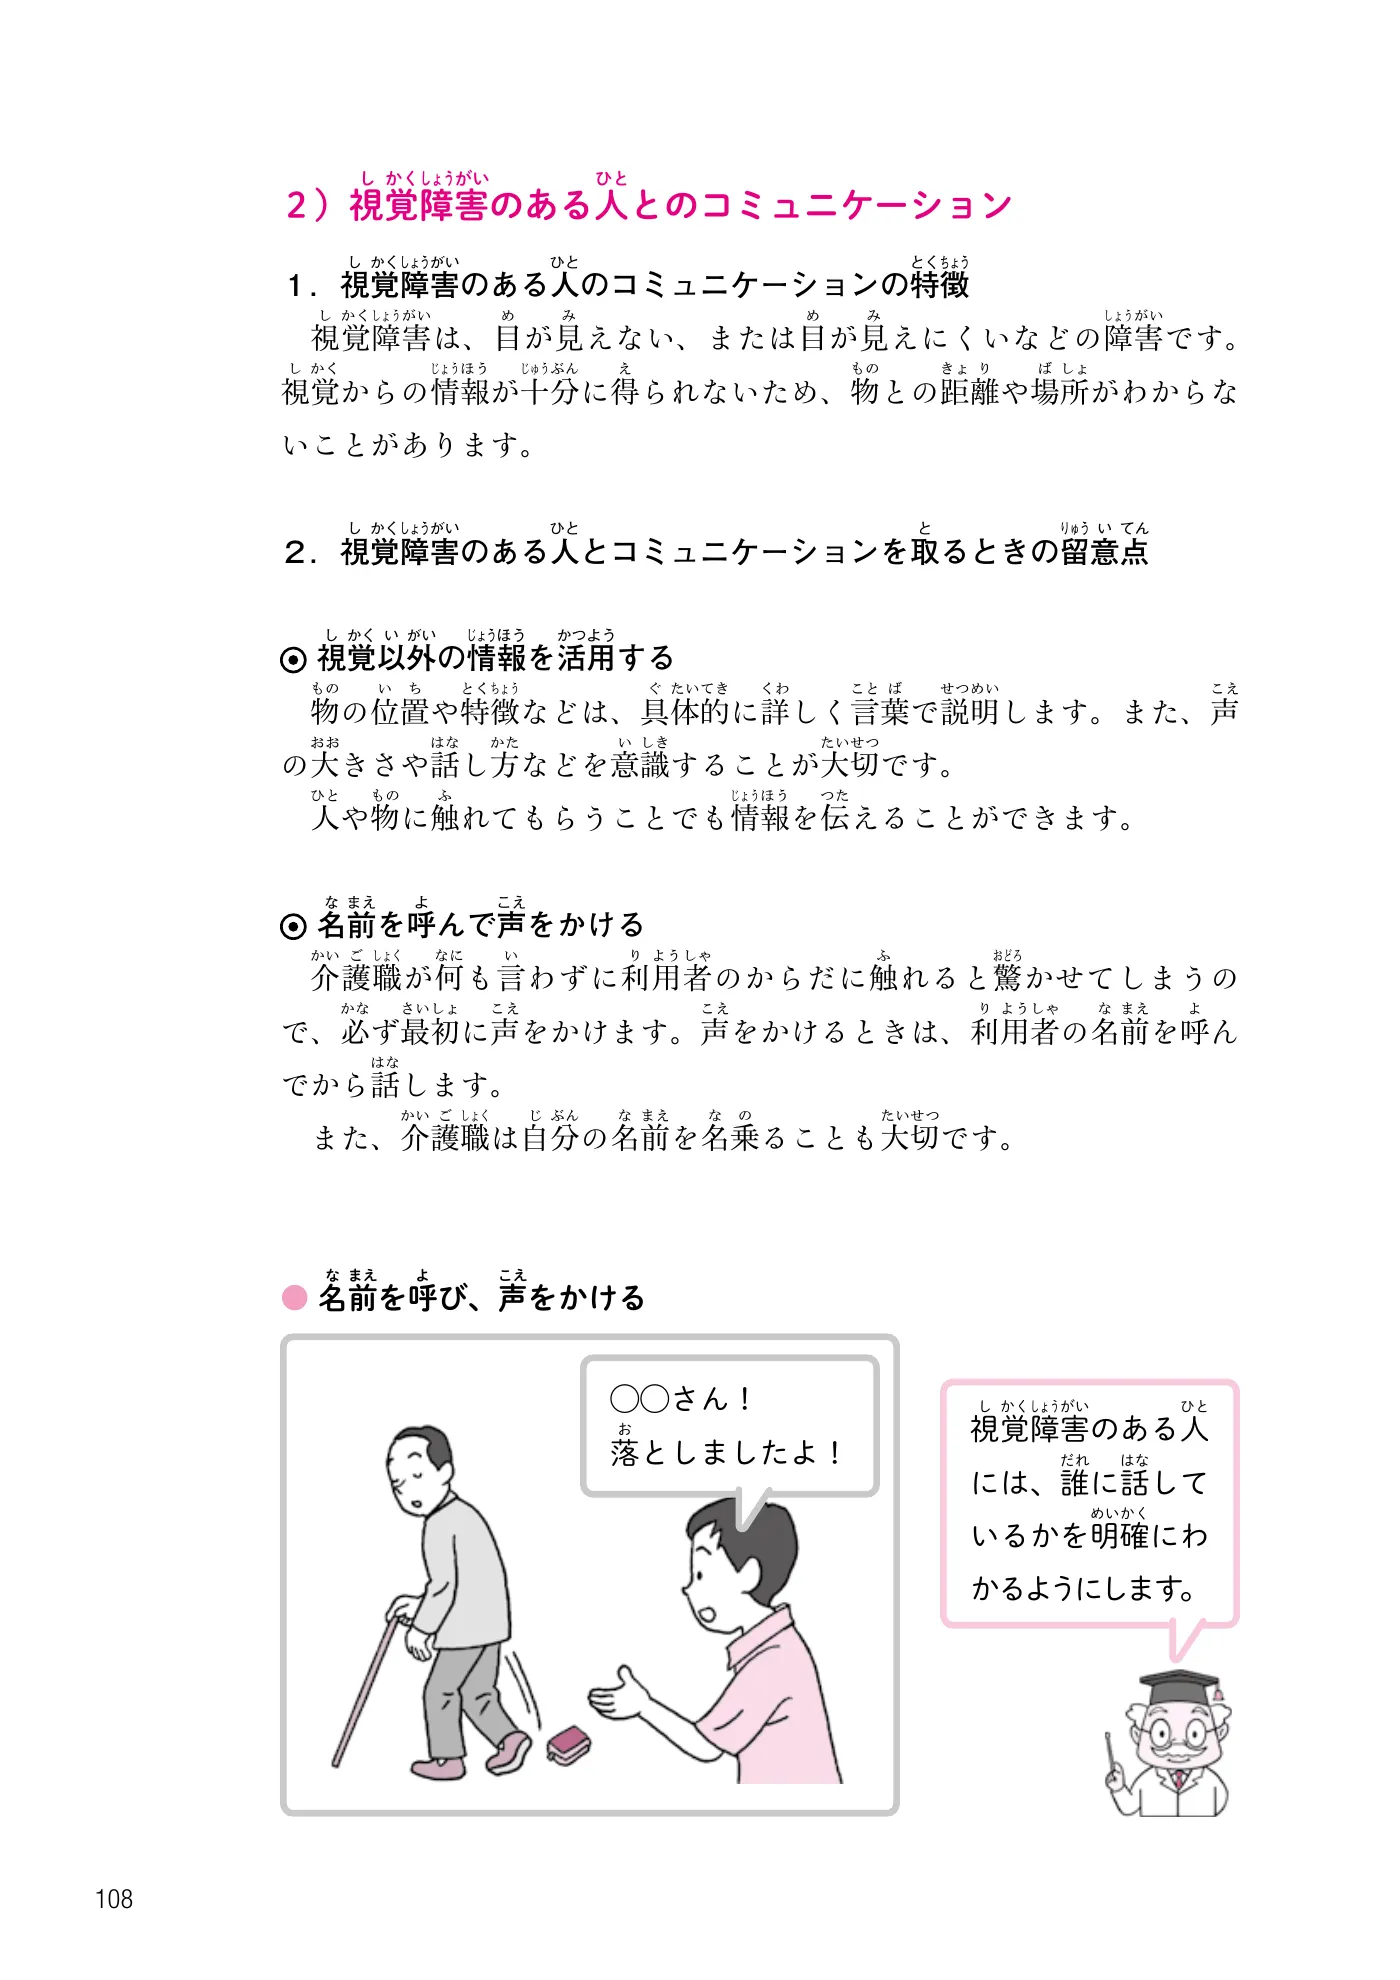 ２）視覚障害のある人とのコミュニケーション
１．視覚障害のある人のコミュニケーションの特徴
視覚障害は、目が見えない、または目が見えにくいなどの障害です。
視覚からの情報が十分に得られないため、物との距離や場所がわからな
いことがあります。
２．視覚障害のある人とコミュニケーションを取るときの留意点
◉ 視覚以外の情報を活用する
物の位置や特徴などは、具体的に詳しく言葉で説明します。また、声
の大きさや話し方などを意識することが大切です。
人や物に触れてもらうことでも情報を伝えることができます。
◉ 名前を呼んで声をかける
介護職が何も言わずに利用者のからだに触れると驚かせてしまうの
で、必ず最初に声をかけます。声をかけるときは、利用者の名前を呼ん
でから話します。
また、介護職は自分の名前を名乗ることも大切です。
● 名前を呼び、声をかける
○○さん！
落としましたよ！
視覚障害のある人
には、誰に話して
いるかを明確にわ
かるようにします。
108